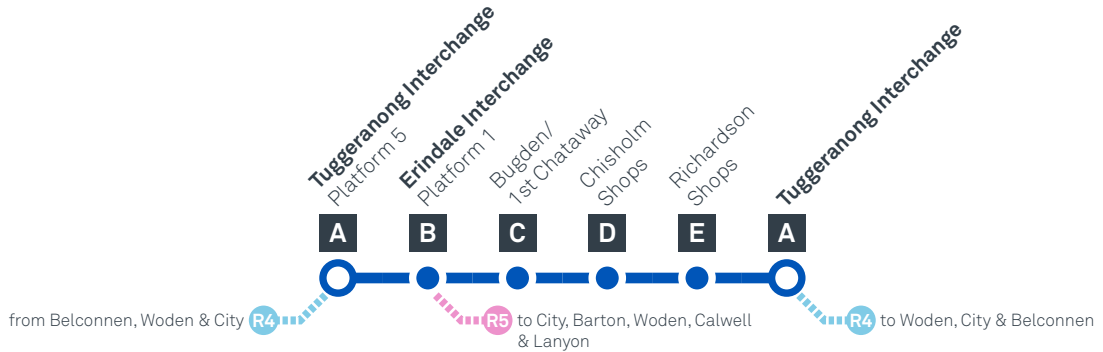 Tuggeranong Interchange
Platform 5
Erindale Interchange
Platform 1
Bugden/
1st Chataway
Chisholm
Shops
Richardson
Shops
Tuggeranong Interchange
A
B
C
D
E
A
from Belconnen, Woden & City R4
R5 to City, Barton, Woden, Calwell
& Lanyon
R4 to Woden, City & Belconnen